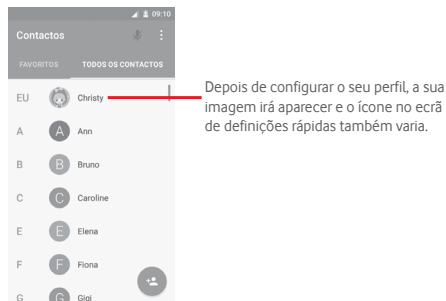 09:10
Contactos
FAVORITOS TODOS OS CONTACTOS
EU Christy
A A Ann
B B Bruno
C C Caroline
E E Elena
F F Fiona
G G Gigi
Depois de configurar o seu perfil, a sua
imagem irá aparecer e o ícone no ecrã
de definições rápidas também varia.